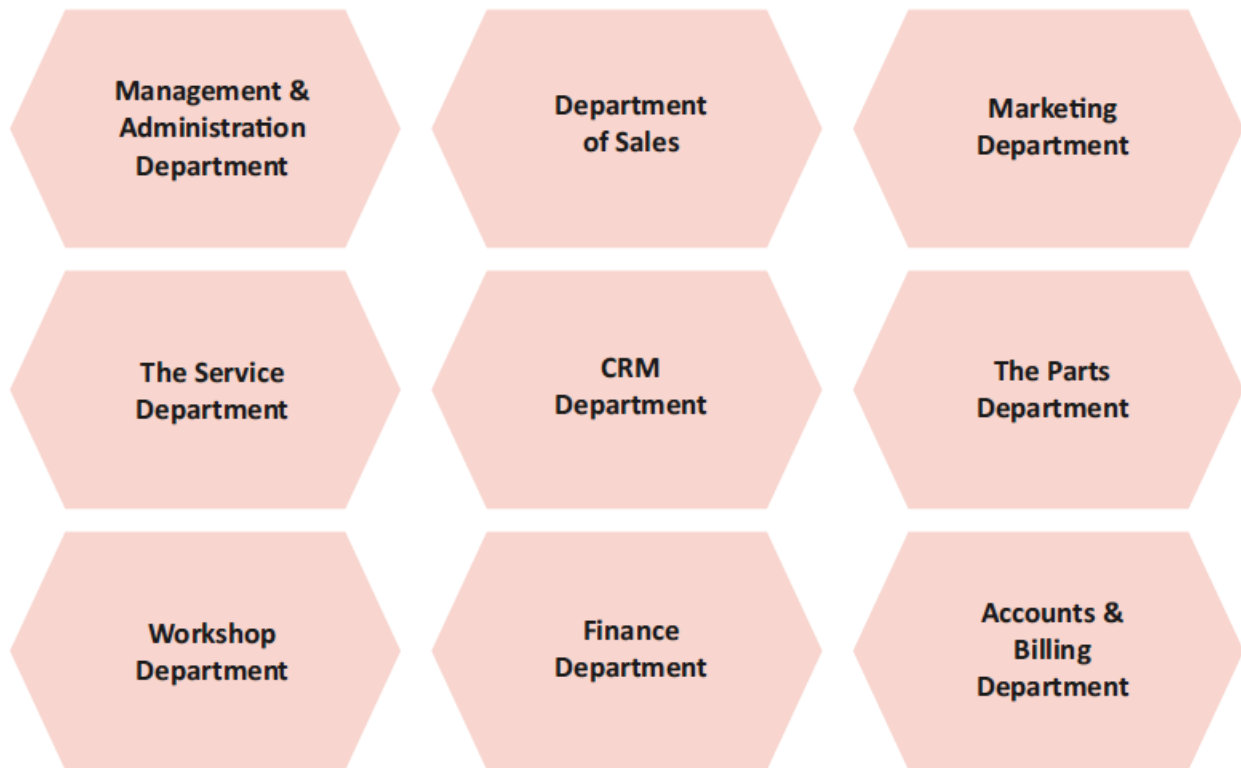 Management &
Administration
Department
Department
of Sales
Marketing
Department
The Service
Department
CRM
Department
The Parts
Department
Workshop
Department
Finance
Department
Accounts &
Billing
Department